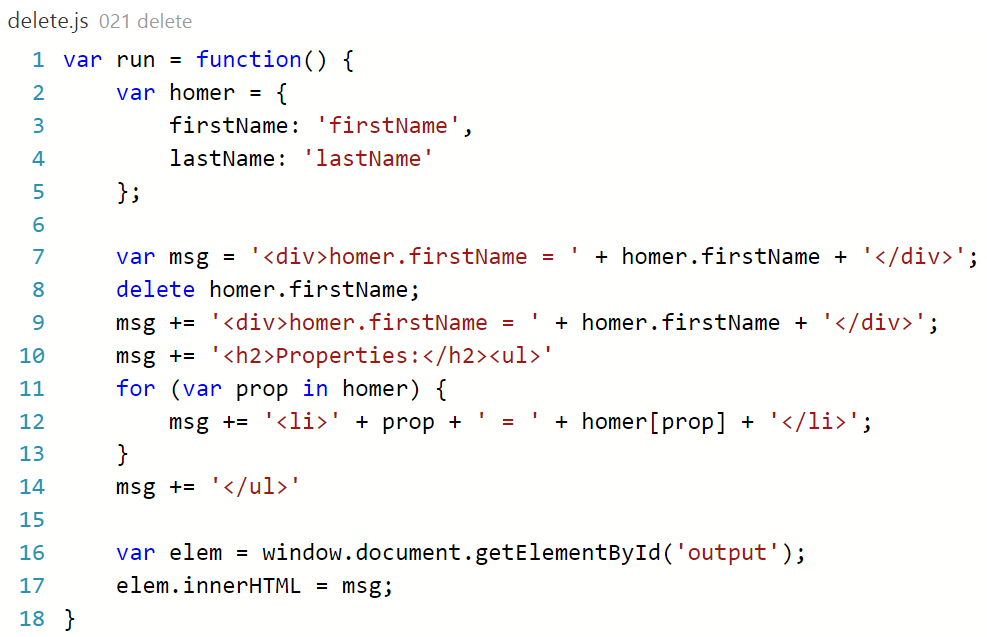 delete.js 021 delete
1 var run = function() {
2     var homer = {
3         firstName: 'firstName',
4         lastName: 'lastName'
5     };
6
7     var msg = '<div>homer.firstName = ' + homer.firstName + '</div>';
8     delete homer.firstName;
9     msg += '<div>homer.firstName = ' + homer.firstName + '</div>';
10     msg += '<h2>Properties:</h2><ul>'
11     for (var prop in homer) {
12         msg += '<li>' + prop + ' = ' + homer[prop] + '</li>';
13     }
14     msg += '</ul>'
15
16     var elem = window.document.getElementById('output');
17     elem.innerHTML = msg;
18 }